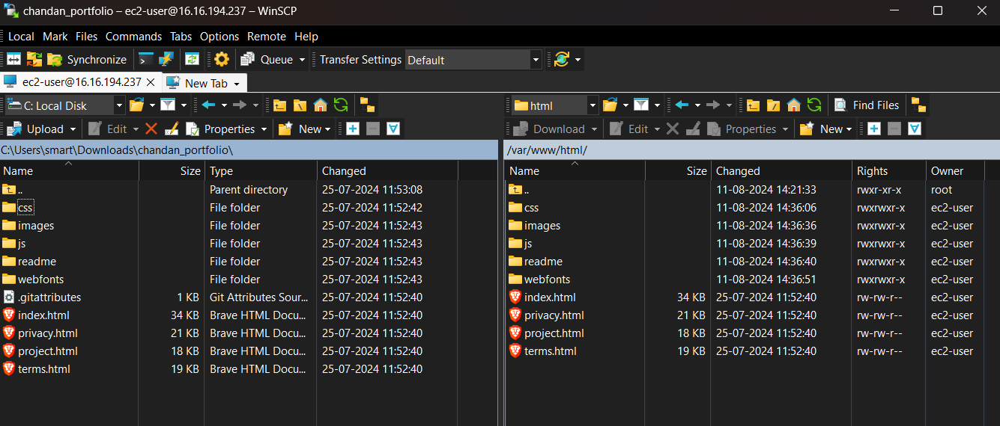 chandan_portfolio – ec2-user@16.16.194.237 – WinSCP
Local Mark Files Commands Tabs Options Remote Help
Synchronize Queue Transfer Settings Default
ec2-user@16.16.194.237 New Tab
C: Local Disk html Find Files
Upload Edit Properties New Download Edit Properties New
C:\Users\smart\Downloads\chandan_portfolio\ /var/www/html/
Name Size Type Changed Name Size Changed Rights Owner
.. Parent directory 25-07-2024 11:53:08 .. 11-08-2024 14:21:33 rwxr-xr-x root
css File folder 25-07-2024 11:52:42 css 11-08-2024 14:36:06 rwxrwxr-x ec2-user
images File folder 25-07-2024 11:52:43 images 11-08-2024 14:36:36 rwxrwxr-x ec2-user
js File folder 25-07-2024 11:52:43 js 11-08-2024 14:36:39 rwxrwxr-x ec2-user
readme File folder 25-07-2024 11:52:43 readme 11-08-2024 14:36:40 rwxrwxr-x ec2-user
webfonts File folder 25-07-2024 11:52:43 webfonts 11-08-2024 14:36:51 rwxrwxr-x ec2-user
.gitattributes 1 KB Git Attributes Sour... 25-07-2024 11:52:40 index.html 34 KB 25-07-2024 11:52:40 rw-rw-r-- ec2-user
index.html 34 KB Brave HTML Docu... 25-07-2024 11:52:40 privacy.html 21 KB 25-07-2024 11:52:40 rw-rw-r-- ec2-user
privacy.html 21 KB Brave HTML Docu... 25-07-2024 11:52:40 project.html 18 KB 25-07-2024 11:52:40 rw-rw-r-- ec2-user
project.html 18 KB Brave HTML Docu... 25-07-2024 11:52:40 terms.html 19 KB 25-07-2024 11:52:40 rw-rw-r-- ec2-user
terms.html 19 KB Brave HTML Docu... 25-07-2024 11:52:40